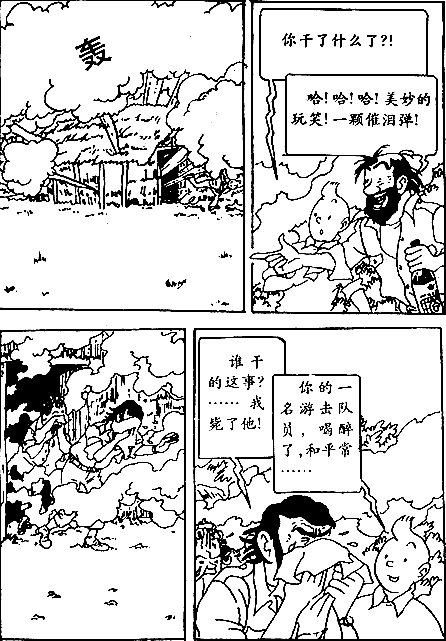 轰
你干了什么了?!
哈!哈!哈!美妙的
玩笑!一颗催泪弹!
谁干
的这事?
……我
毙了他!
你的一
名游击队
员,喝醉
了,和平常
……